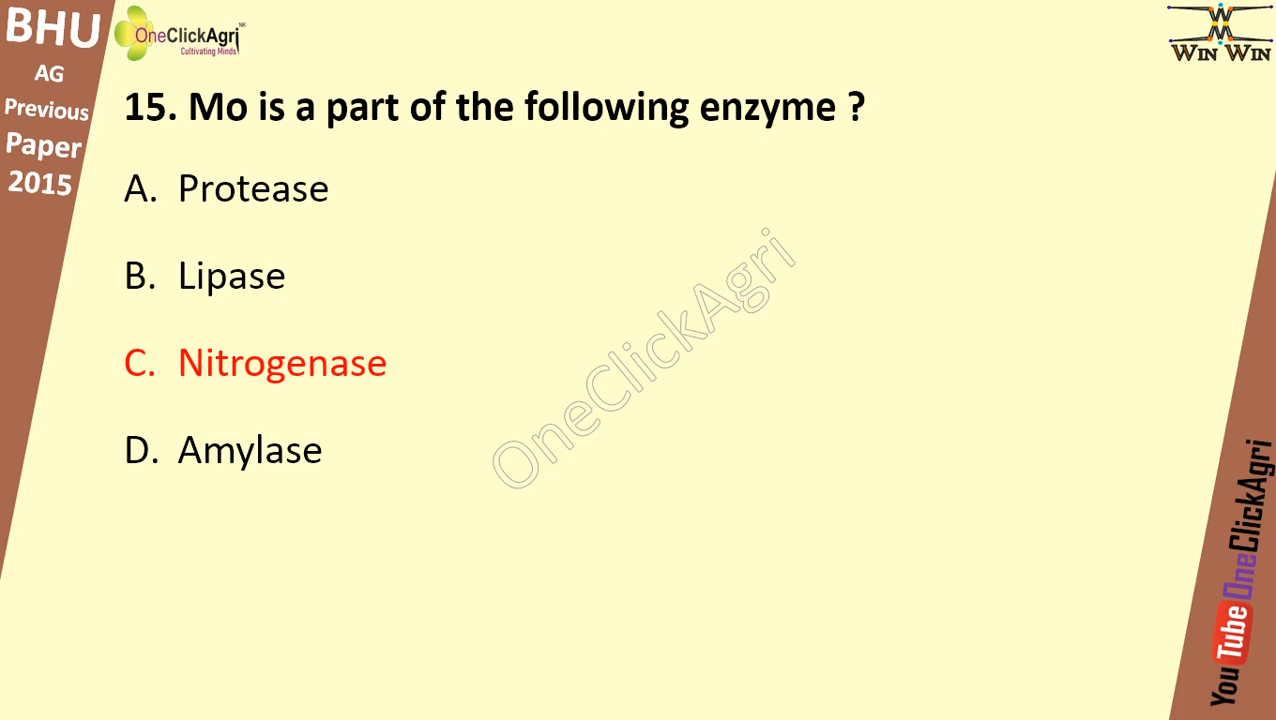 BHU
AG
Previous
Paper
2015
OneClickAgri NK
Cultivating Minds
WIN WIN
15. Mo is a part of the following enzyme ?
A. Protease
B. Lipase
C. Nitrogenase
D. Amylase
OneClickAgri
YouTube OneClickAgri